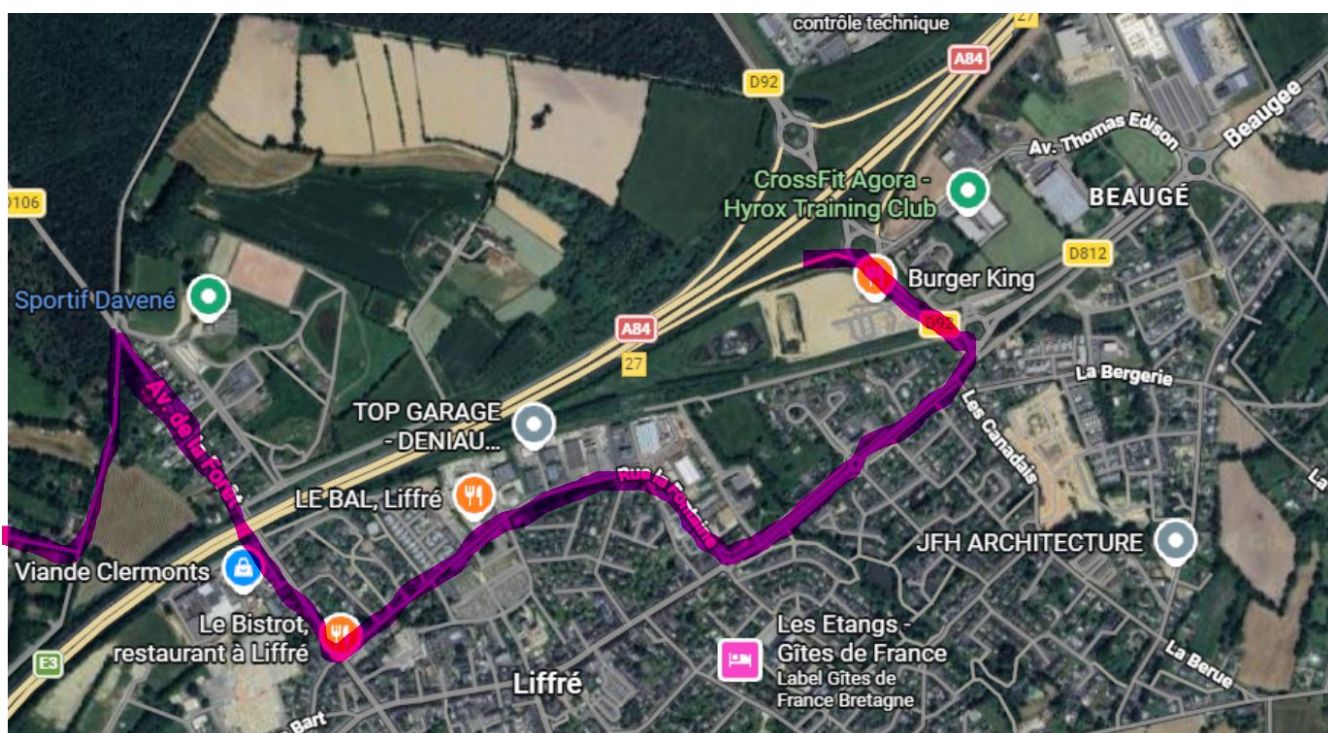 contrôle technique
27
A84
D92
Beaugee
Av. Thomas Edison
CrossFit Agora -
Hyrox Training Club
BEAUGÉ
D106
D812
Sportif Davené
Burger King
D92
A84
27
La Bergerie
Av. de la Forêt
TOP GARAGE
- DENIAU...
Les Canadais
LE BAL, Liffré
Rue la Fontaine
La
JFH ARCHITECTURE
Viande Clermonts
Le Bistrot,
restaurant à Liffré
Les Etangs -
Gîtes de France
Label Gîtes de
France Bretagne
E3
Liffré
La Berue
Bart